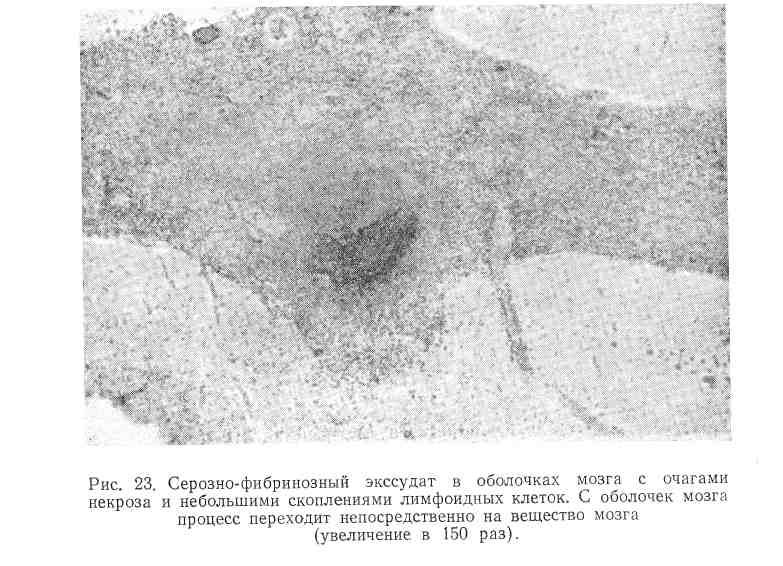 Рис. 23. Серозно-фибринозный экссудат в оболочках мозга с очагами
некроза и небольшими скоплениями лимфоидных клеток. С оболочек мозга
процесс переходит непосредственно на вещество мозга
(увеличение в 150 раз).